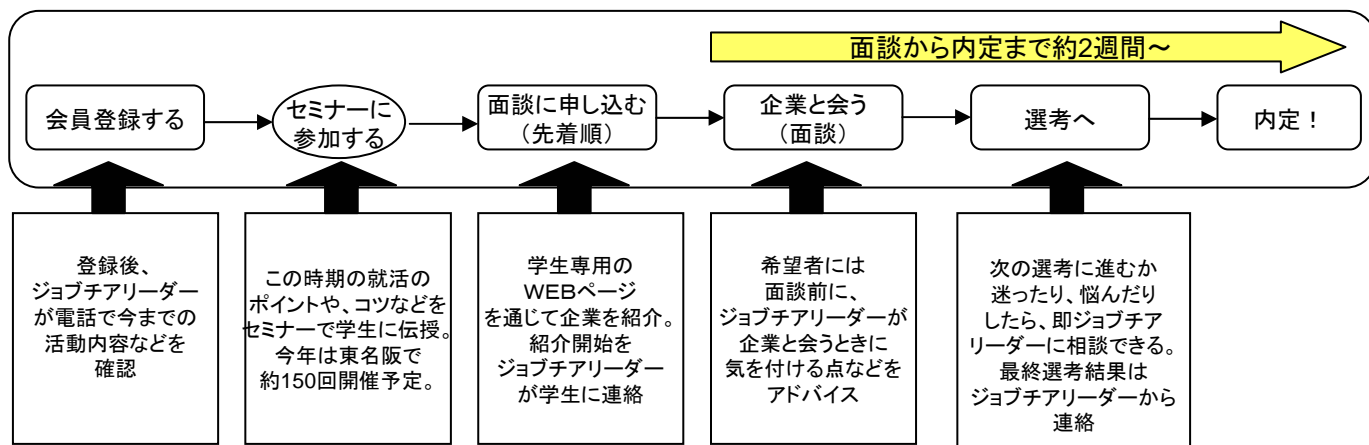 面談から内定まで約2週間~
会員登録する
セミナーに
参加する
面談に申し込む
(先着順)
企業と会う
(面談)
選考へ
内定!
登録後、
ジョブチアリーダー
が電話で今までの
活動内容などを
確認
この時期の就活の
ポイントや、コツなどを
セミナーで学生に伝授。
今年は東名阪で
約150回開催予定。
学生専用の
WEBページ
を通じて企業を紹介。
紹介開始を
ジョブチアリーダー
が学生に連絡
希望者には
面談前に、
ジョブチアリーダーが
企業と会うときに
気を付ける点などを
アドバイス
次の選考に進むか
迷ったり、悩んだり
したら、即ジョブチア
リーダーに相談できる。
最終選考結果は
ジョブチアリーダーから
連絡